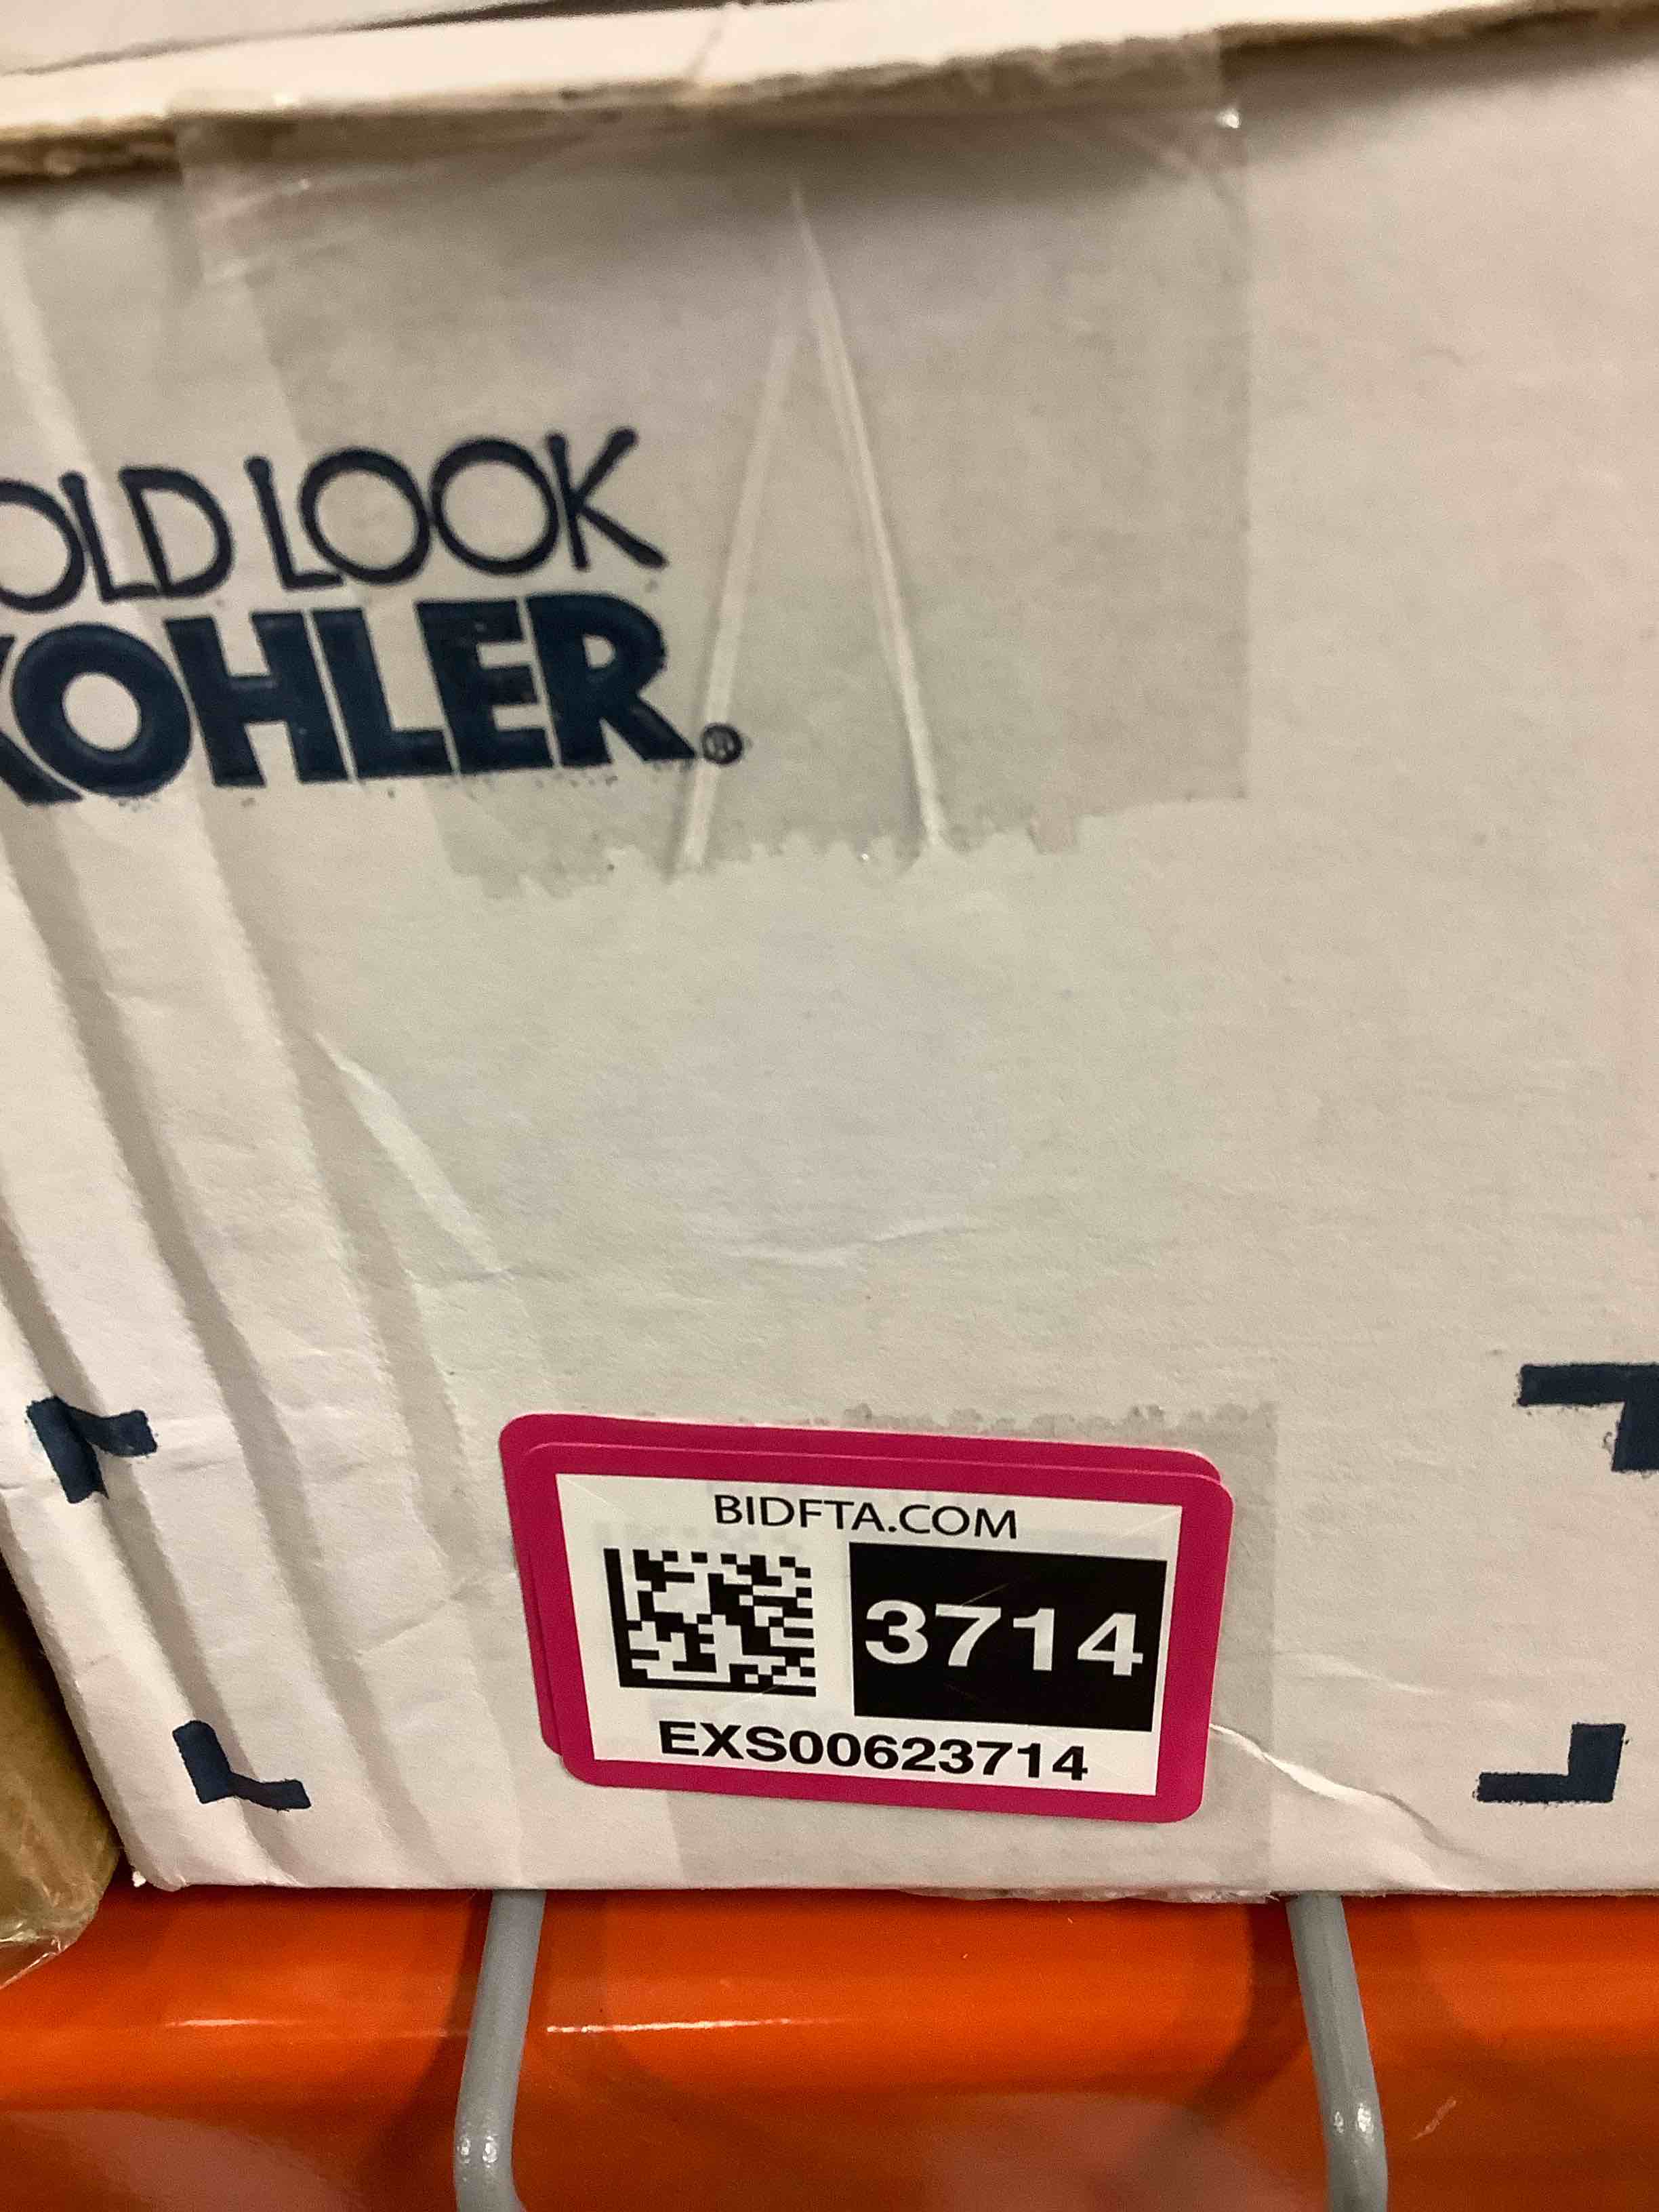 OLD LOOK
KOHLER®
BIDFTA.COM
3714
EXS00623714